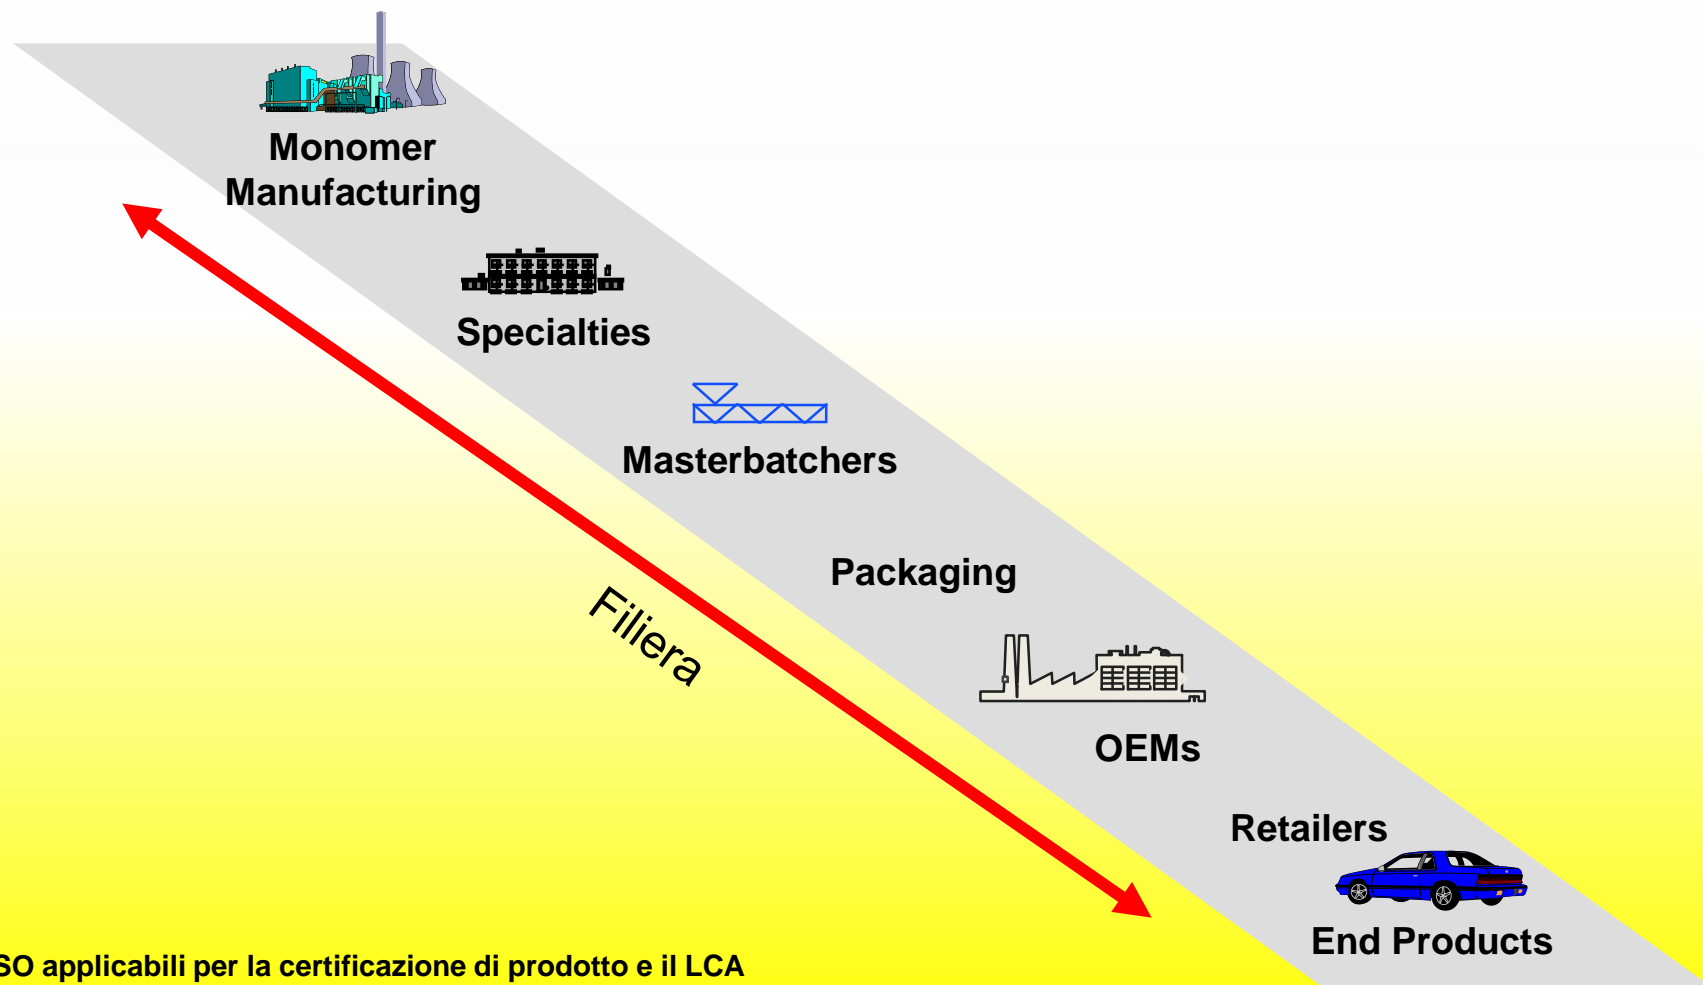 Monomer
Manufacturing
Specialties
Masterbatchers
Packaging
Filiera
OEMs
Retailers
End Products
SO applicabili per la certificazione di prodotto e il LCA